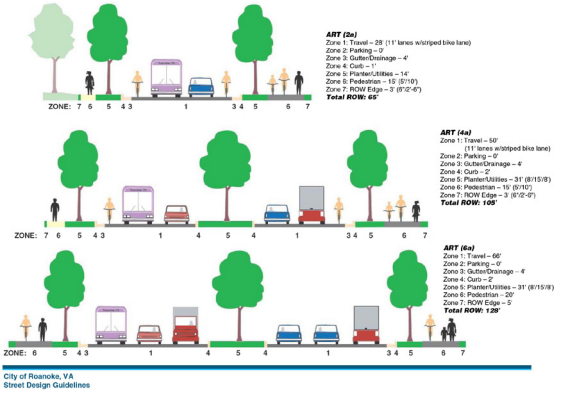 ART (2a)
Zone 1: Travel – 28' (11' lanes w/striped bike lane)
Zone 2: Parking – 0'
Zone 3: Gutter/Drainage – 4'
Zone 4: Curb – 1'
Zone 5: Planter/Utilities – 14'
Zone 6: Pedestrian – 15' (5'/10')
Zone 7: ROW Edge – 3' (6"/2'-6")
Total ROW: 65'
ZONE: 7 6 5 4 3 1 3 4 5 6 7
ART (4a)
Zone 1: Travel – 50'
(11' lanes w/striped bike lane)
Zone 2: Parking – 0'
Zone 3: Gutter/Drainage – 4'
Zone 4: Curb – 2'
Zone 5: Planter/Utilities – 31' (8'/15'/8')
Zone 6: Pedestrian – 15' (5'/10')
Zone 7: ROW Edge – 3' (6"/2'-6")
Total ROW: 105'
ZONE: 7 6 5 4 3 1 4 5 4 1 3 4 5 6 7
ART (6a)
Zone 1: Travel – 66'
Zone 2: Parking – 0'
Zone 3: Gutter/Drainage – 4'
Zone 4: Curb – 2'
Zone 5: Planter/Utilities – 31' (8'/15'/8')
Zone 6: Pedestrian – 20'
Zone 7: ROW Edge – 5'
Total ROW: 128'
ZONE: 6 5 4 3 1 4 5 4 1 3 4 5 6 7
City of Roanoke, VA
Street Design Guidelines